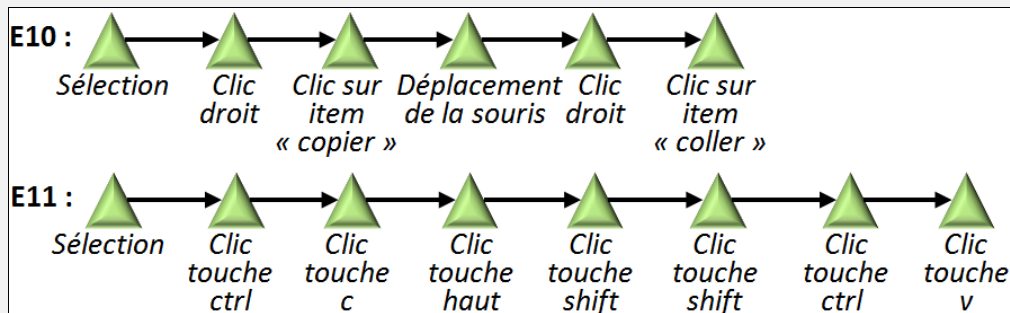 E10 :
Sélection Clic Clic sur Déplacement Clic Clic sur
droit item de la souris droit item
« copier » « coller »
E11 :
Sélection Clic Clic Clic Clic Clic Clic Clic
touche touche touche touche touche touche touche
ctrl c haut shift shift ctrl v